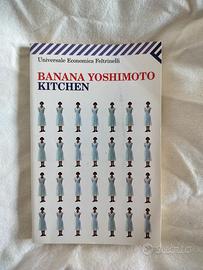 Universale Economica Feltrinelli
BANANA YOSHIMOTO
KITCHEN